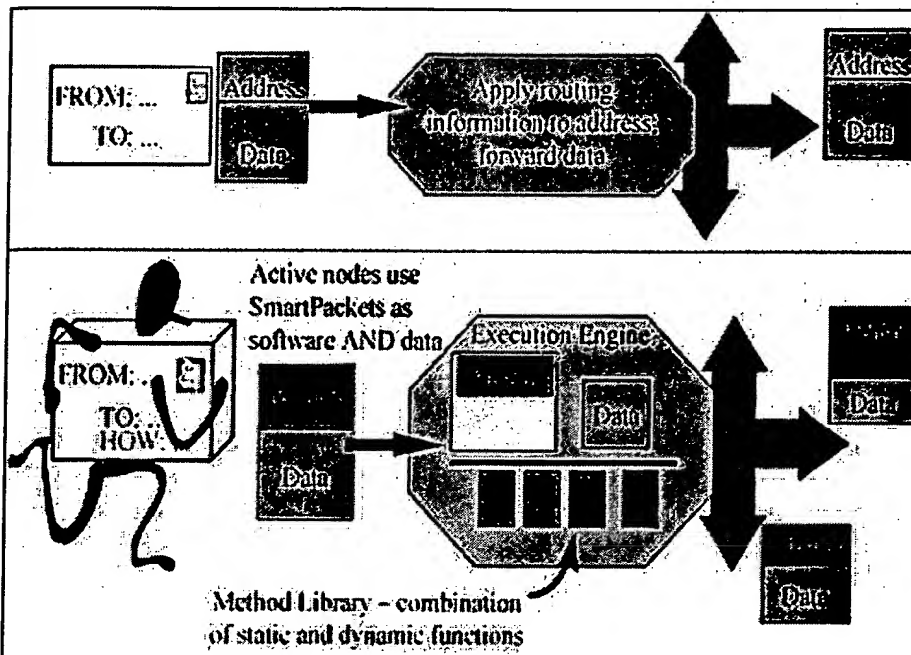 FROM: ...
TO: ...
Address
Data
Apply routing
information to address;
forward data
Address
Data
Active nodes use
SmartPackets as
software AND data
FROM: ..
TO: ..
HOW:
Data
Execution Engine
Data
Data
Data
Method Library – combination
of static and dynamic functions